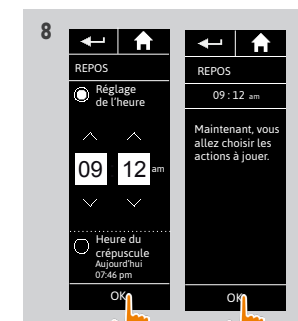 8
REPOS
Réglage
de l'heure
09 12 am
Heure du
crépuscule
Aujourd'hui
07:46 pm
OK
REPOS
09 : 12 am
Maintenant, vous
allez choisir les
actions à jouer.
OK